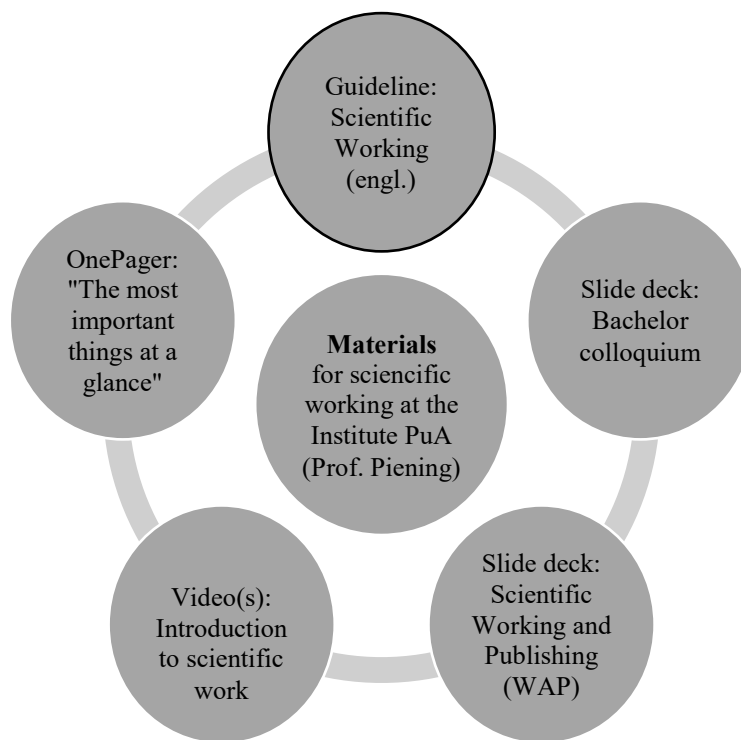 Guideline:
Scientific
Working
(engl.)
OnePager:
"The most
important
things at a
glance"
Slide deck:
Bachelor
colloquium
Materials
for sciencific
working at the
Institute PuA
(Prof. Piening)
Video(s):
Introduction
to scientific
work
Slide deck:
Scientific
Working and
Publishing
(WAP)